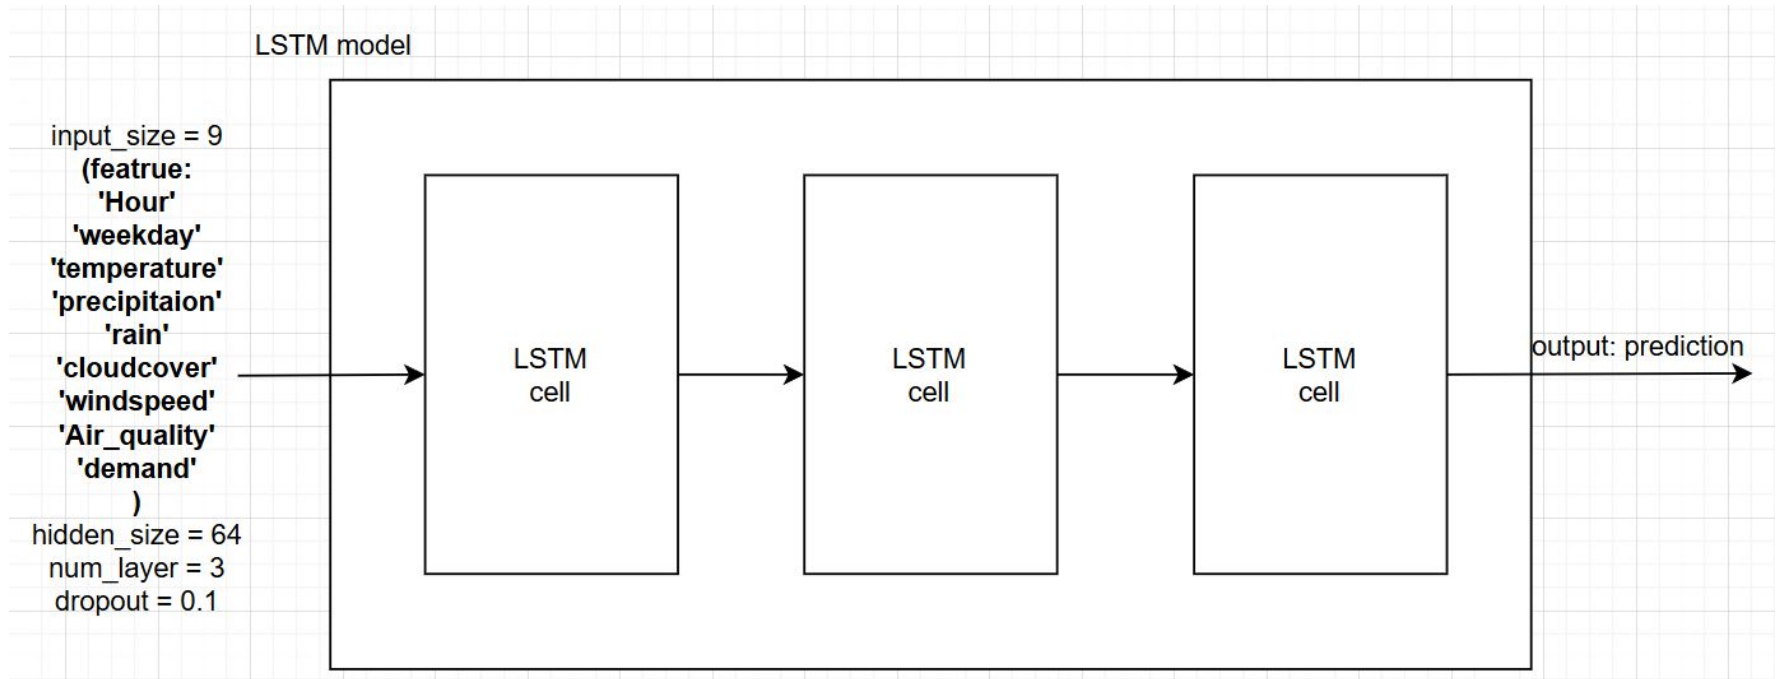 LSTM model
input_size = 9
(featrue:
'Hour'
'weekday'
'temperature'
'precipitaion'
'rain'
'cloudcover'
'windspeed'
'Air_quality'
'demand'
)
hidden_size = 64
num_layer = 3
dropout = 0.1
LSTM
cell
LSTM
cell
LSTM
cell
output: prediction